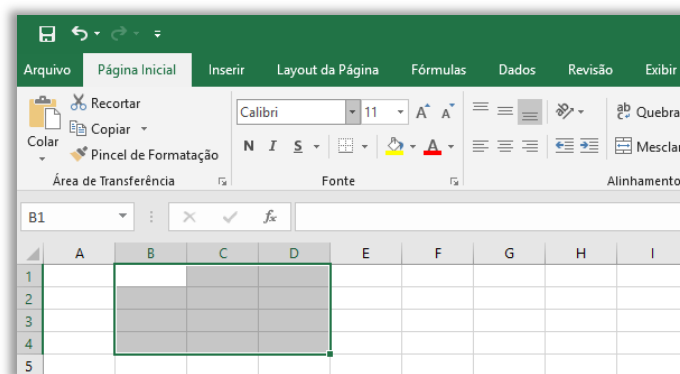 Arquivo Página Inicial Inserir Layout da Página Fórmulas Dados Revisão Exibir
Colar
Recortar
Copiar
Pincel de Formatação
Área de Transferência
Calibri 11 A A
N I S A
Fonte
ab Quebra
Mesclar
Alinhamento
B1 fx
A B C D E F G H I
1
2
3
4
5